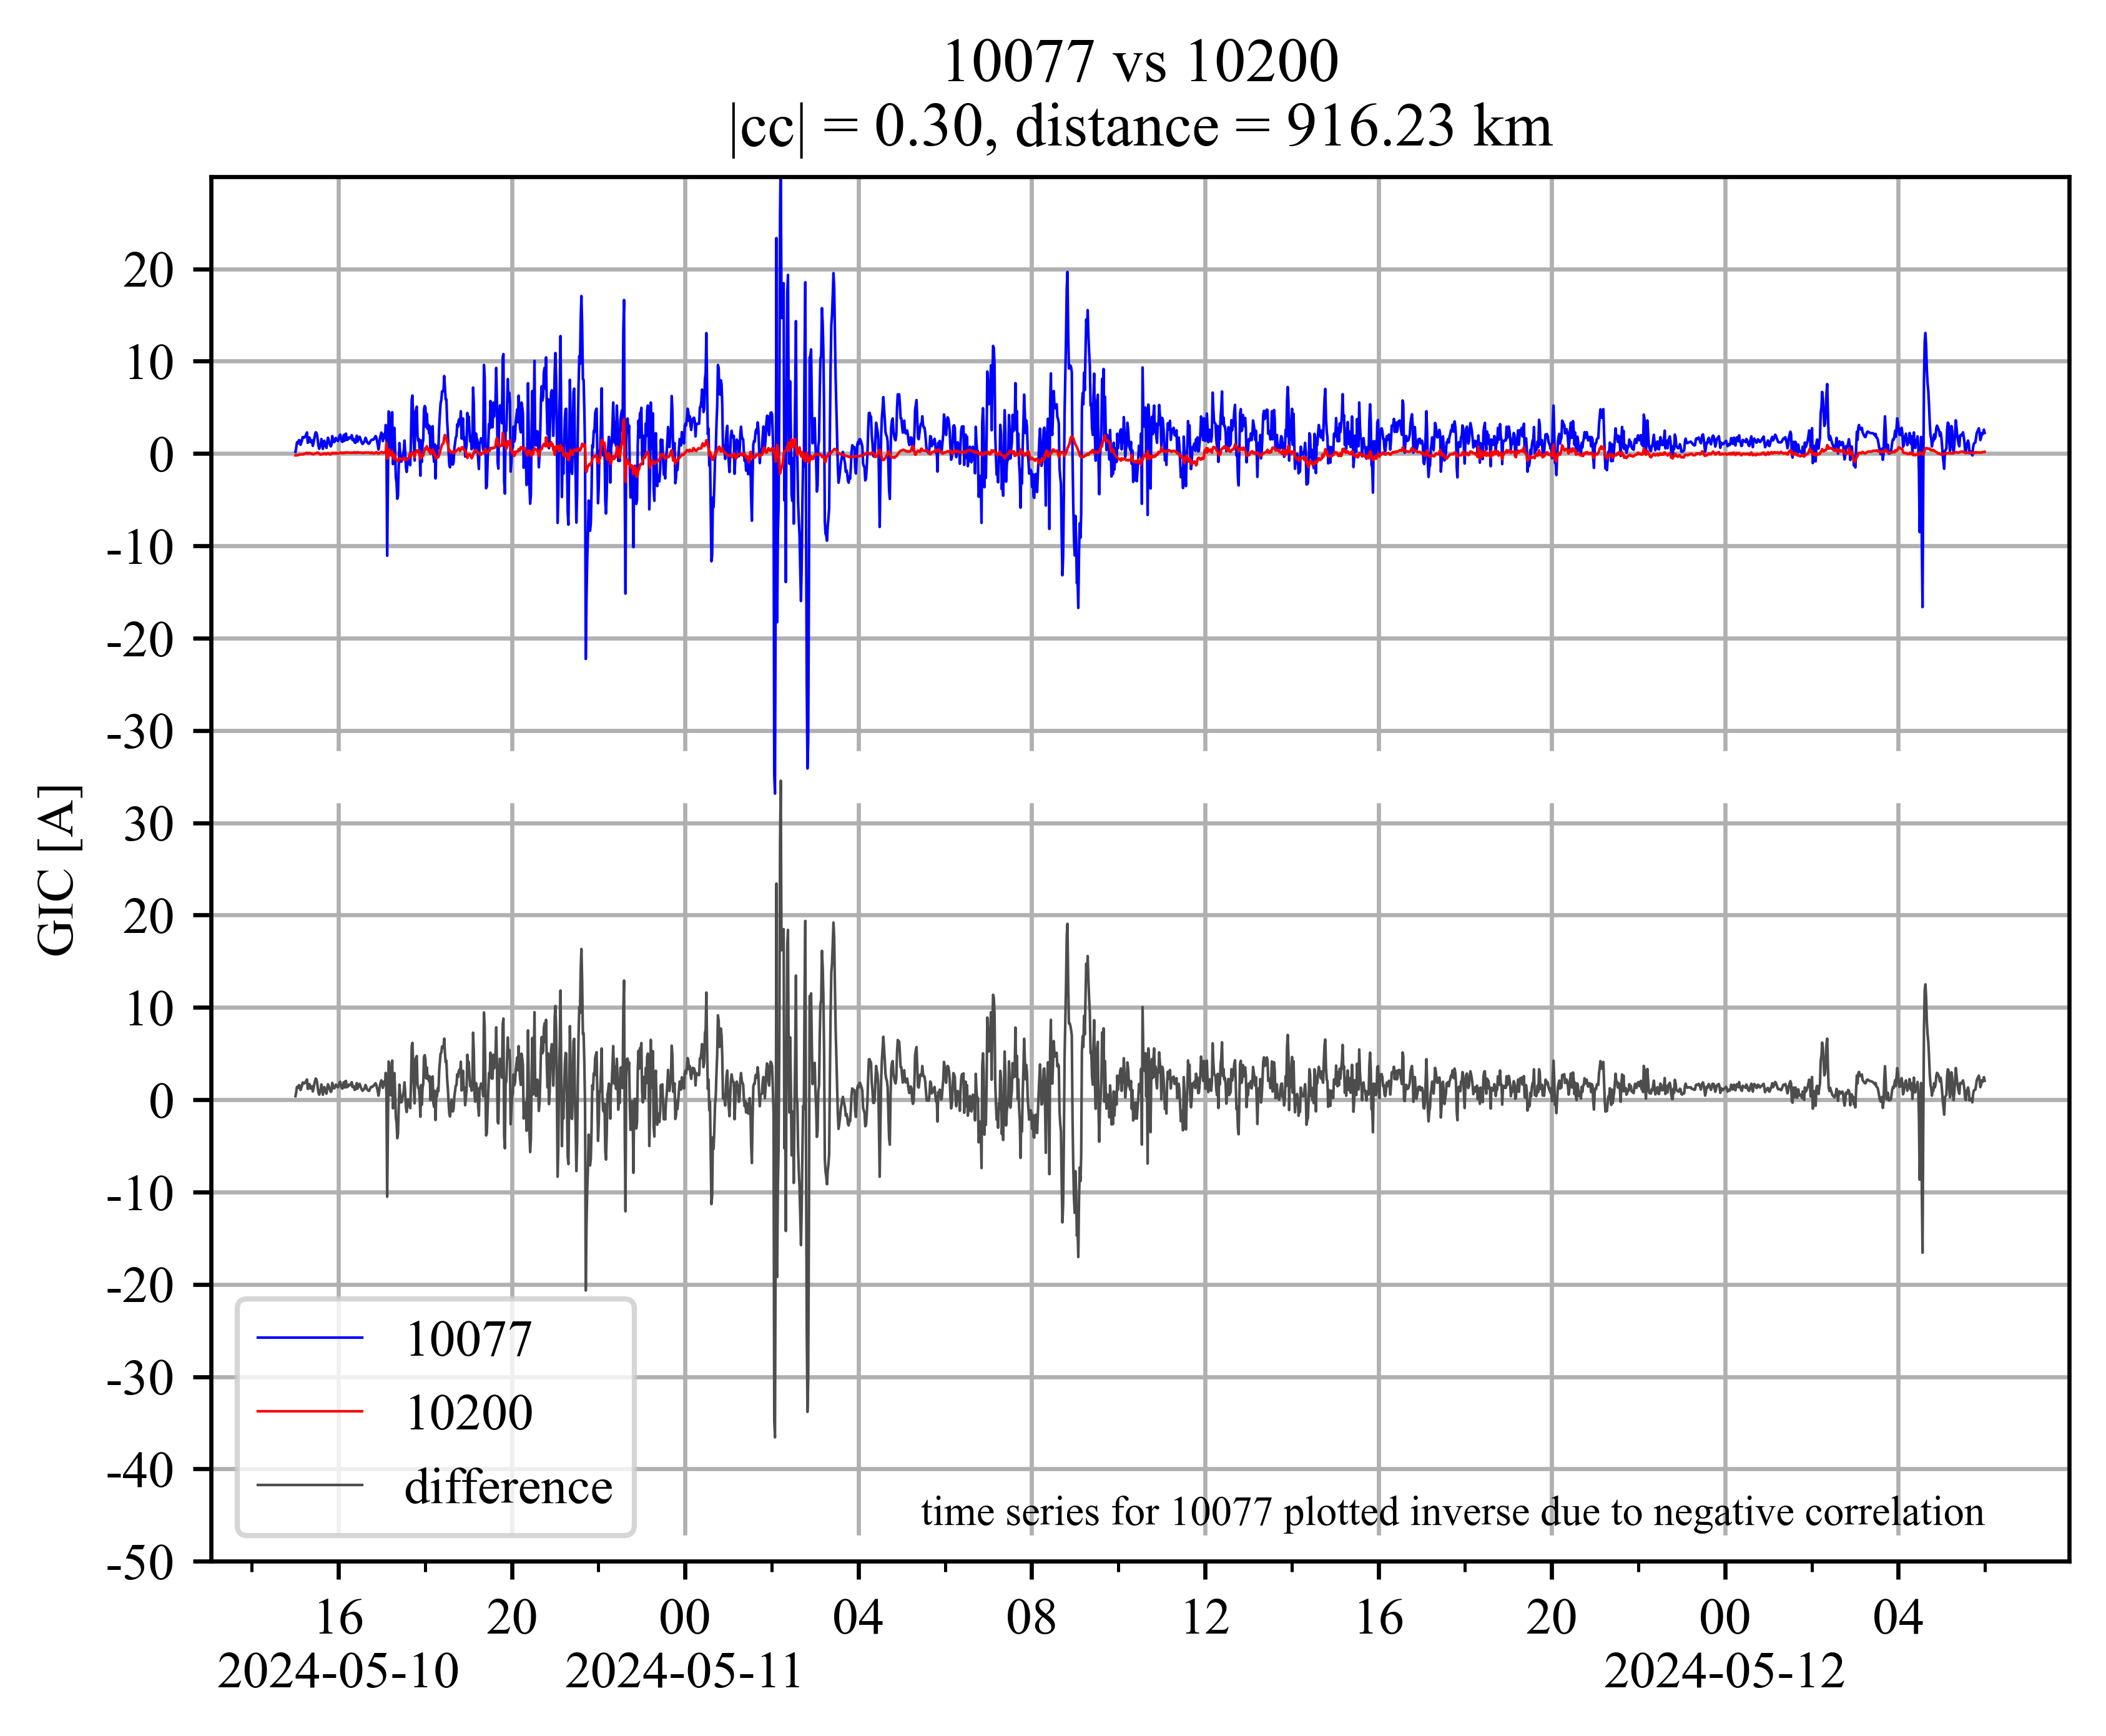 10077 vs 10200
|cc| = 0.30, distance = 916.23 km
GIC [A]
20
10
0
-10
-20
-30
30
20
10
0
-10
-20
-30
-40
-50
10077
10200
difference
time series for 10077 plotted inverse due to negative correlation
16 20 00 04 08 12 16 20 00 04
2024-05-10 2024-05-11 2024-05-12